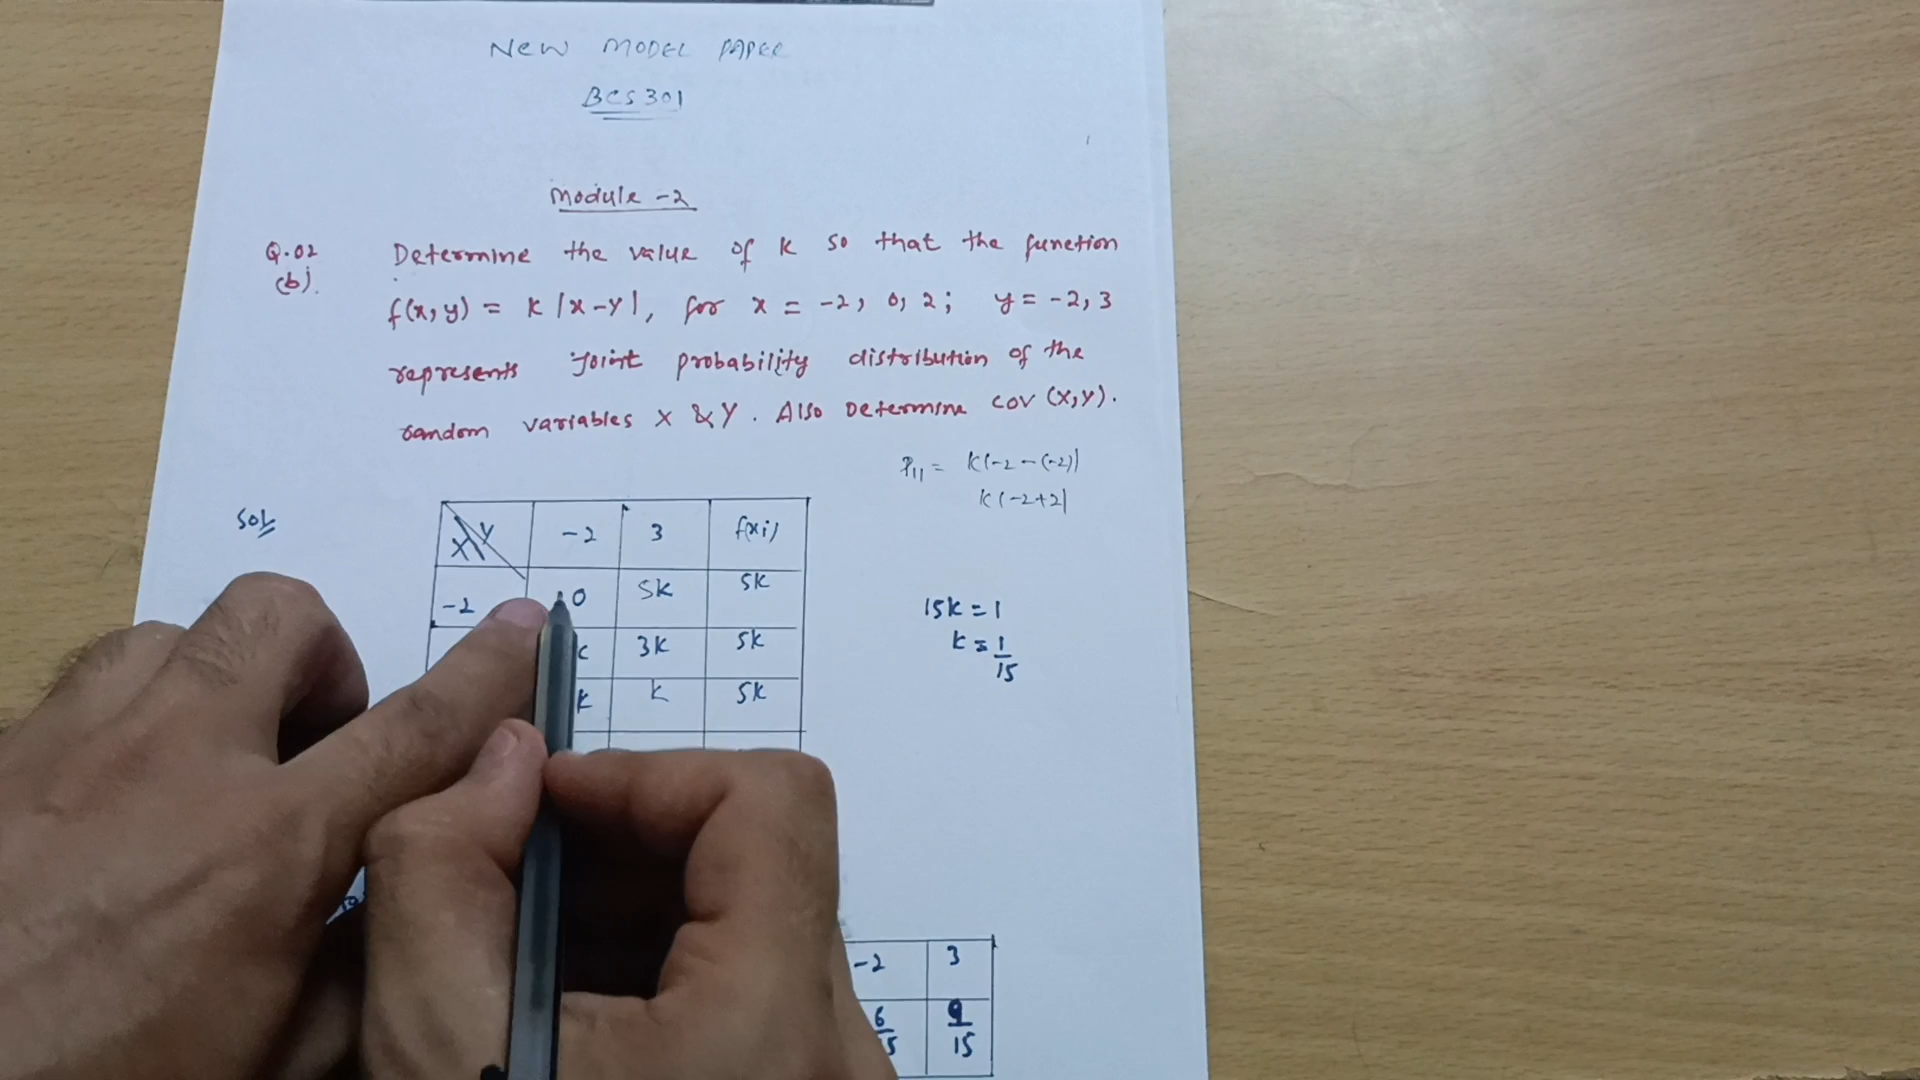 NEW MODEL PAPER
BCS301
Module -2
Q.02
(b).
Determine the value of k so that the function
f(x,y) = k |x-y|, for x = -2, 0, 2; y = -2, 3
represents Joint probability distribution of the
random variables X & Y. Also Determine cov (X,Y).
P11 = k|-2-(-2)|
k|-2+2|
Sol
X\Y -2 3 f(xi)
-2 0 5k 5k
3k 5k
k k 5k
15k = 1
k = 1/15
-2 3
6 9/15